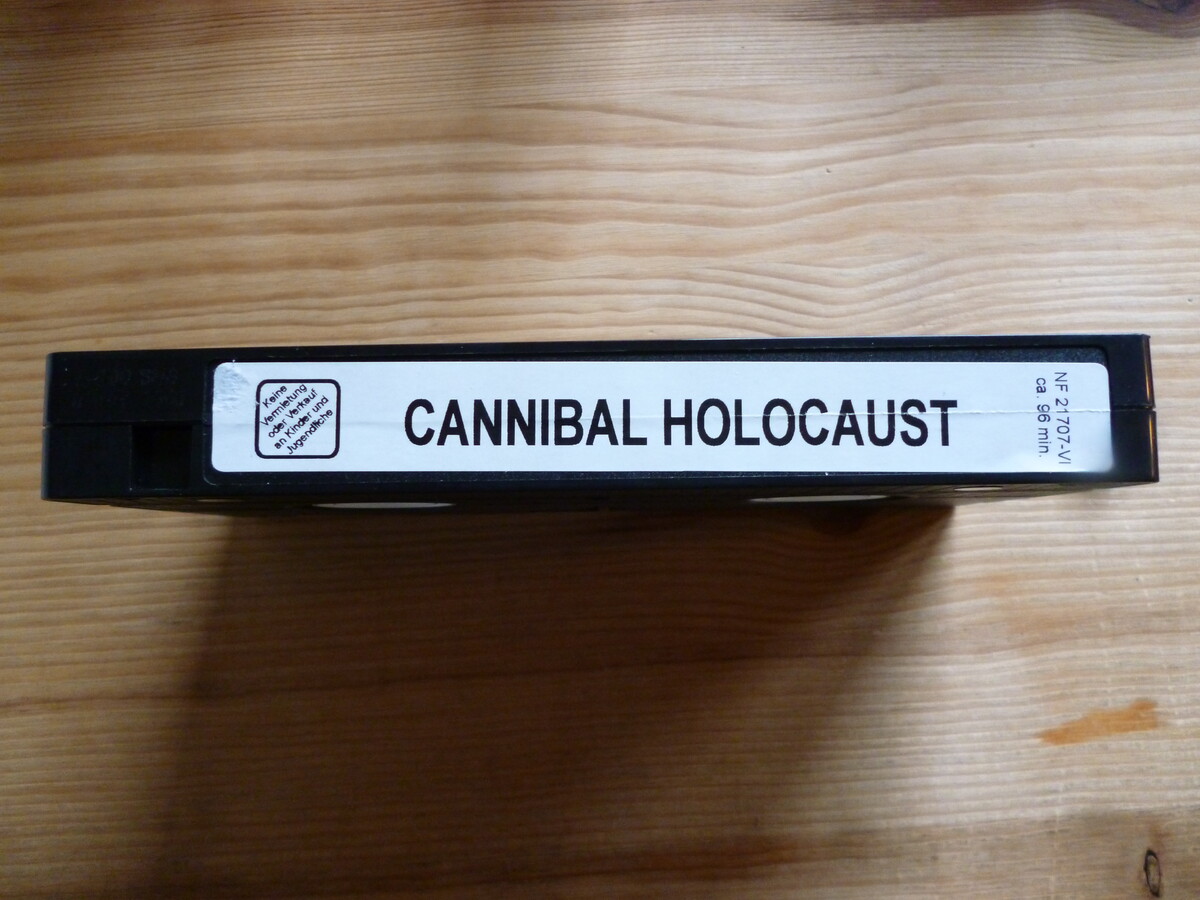 Keine
Vermietung
oder Verkauf
an Kinder und
Jugendliche
CANNIBAL HOLOCAUST
NF 21707-VI
ca. 96 min.